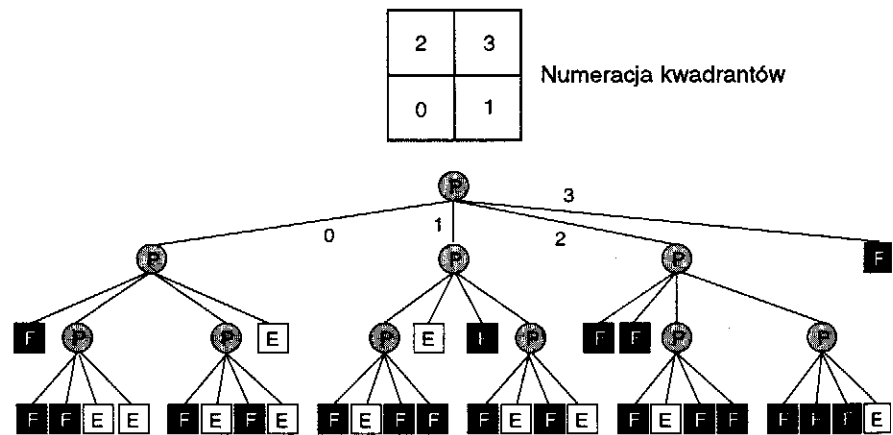 2 3
Numeracja kwadrantów
0 1
P
0 1 2 3
P P P F
F P P E P E F P F F P P
F F E E F E F E F E F F F E F E F E F F F F F E